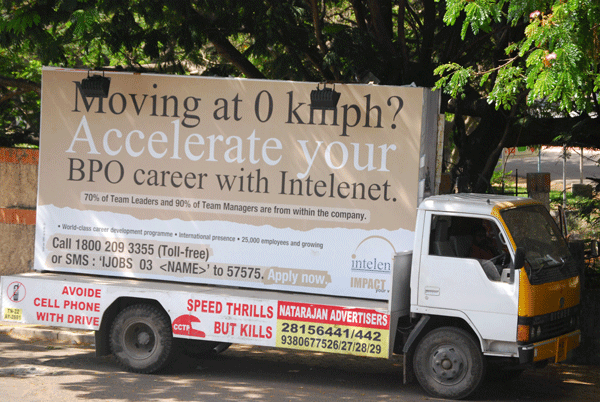 Moving at 0 kmph?
Accelerate your
BPO career with Intelenet.
70% of Team Leaders and 90% of Team Managers are from within the company.
• World-class career development programme • International presence • 25,000 employees and growing
Call 1800 209 3355 (Toll-free)
or SMS : 'IJOBS 03 <NAME>' to 57575. Apply now
intelen
IMPACT
AVOIDE
CELL PHONE
WITH DRIVE
SPEED THRILLS
BUT KILLS
CCTP
NATARAJAN ADVERTISERS
28156441/442
9380677526/27/28/29
TN-22